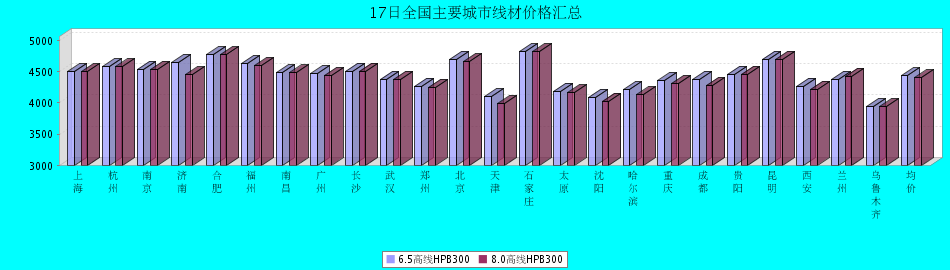 17日全国主要城市线材价格汇总
5000
4500
4000
3500
3000
上海
杭州
南京
济南
合肥
福州
南昌
广州
长沙
武汉
郑州
北京
天津
石家庄
太原
沈阳
哈尔滨
重庆
成都
贵阳
昆明
西安
兰州
乌鲁木齐
均价
6.5高线HPB300
8.0高线HPB300